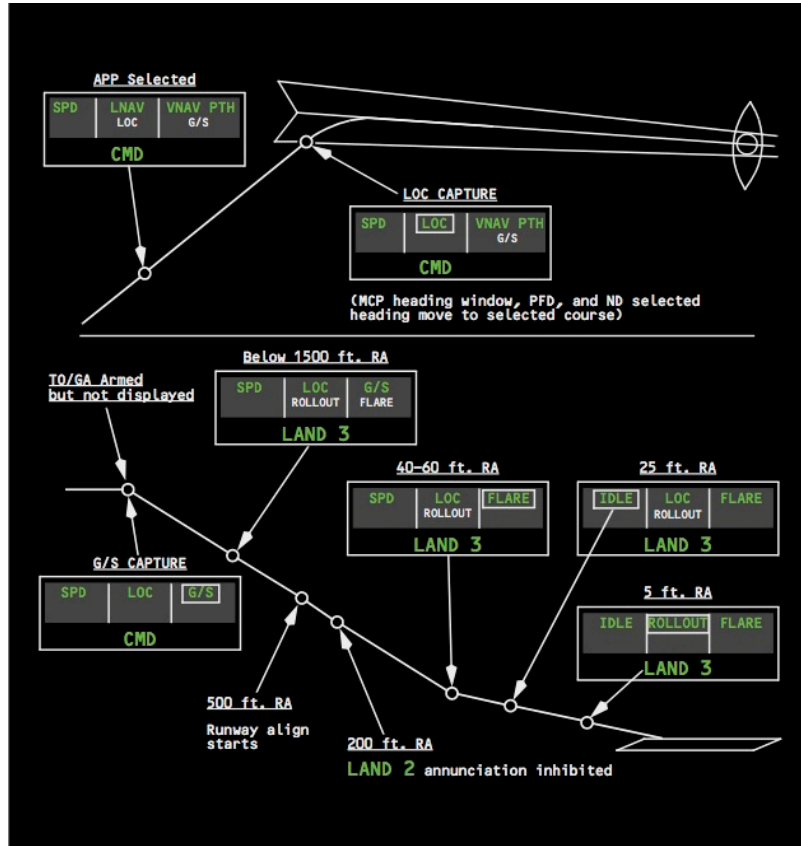 APP Selected
SPD LNAV VNAV PTH
LOC G/S
CMD
LOC CAPTURE
SPD LOC VNAV PTH
G/S
CMD
(MCP heading window, PFD, and ND selected
heading move to selected course)
Below 1500 ft. RA
TO/GA Armed
but not displayed
SPD LOC G/S
ROLLOUT FLARE
LAND 3
40-60 ft. RA
SPD LOC FLARE
ROLLOUT
LAND 3
25 ft. RA
IDLE LOC FLARE
ROLLOUT
LAND 3
G/S CAPTURE
SPD LOC G/S
CMD
5 ft. RA
IDLE ROLLOUT FLARE
LAND 3
500 ft. RA
Runway align
starts
200 ft. RA
LAND 2 annunciation inhibited